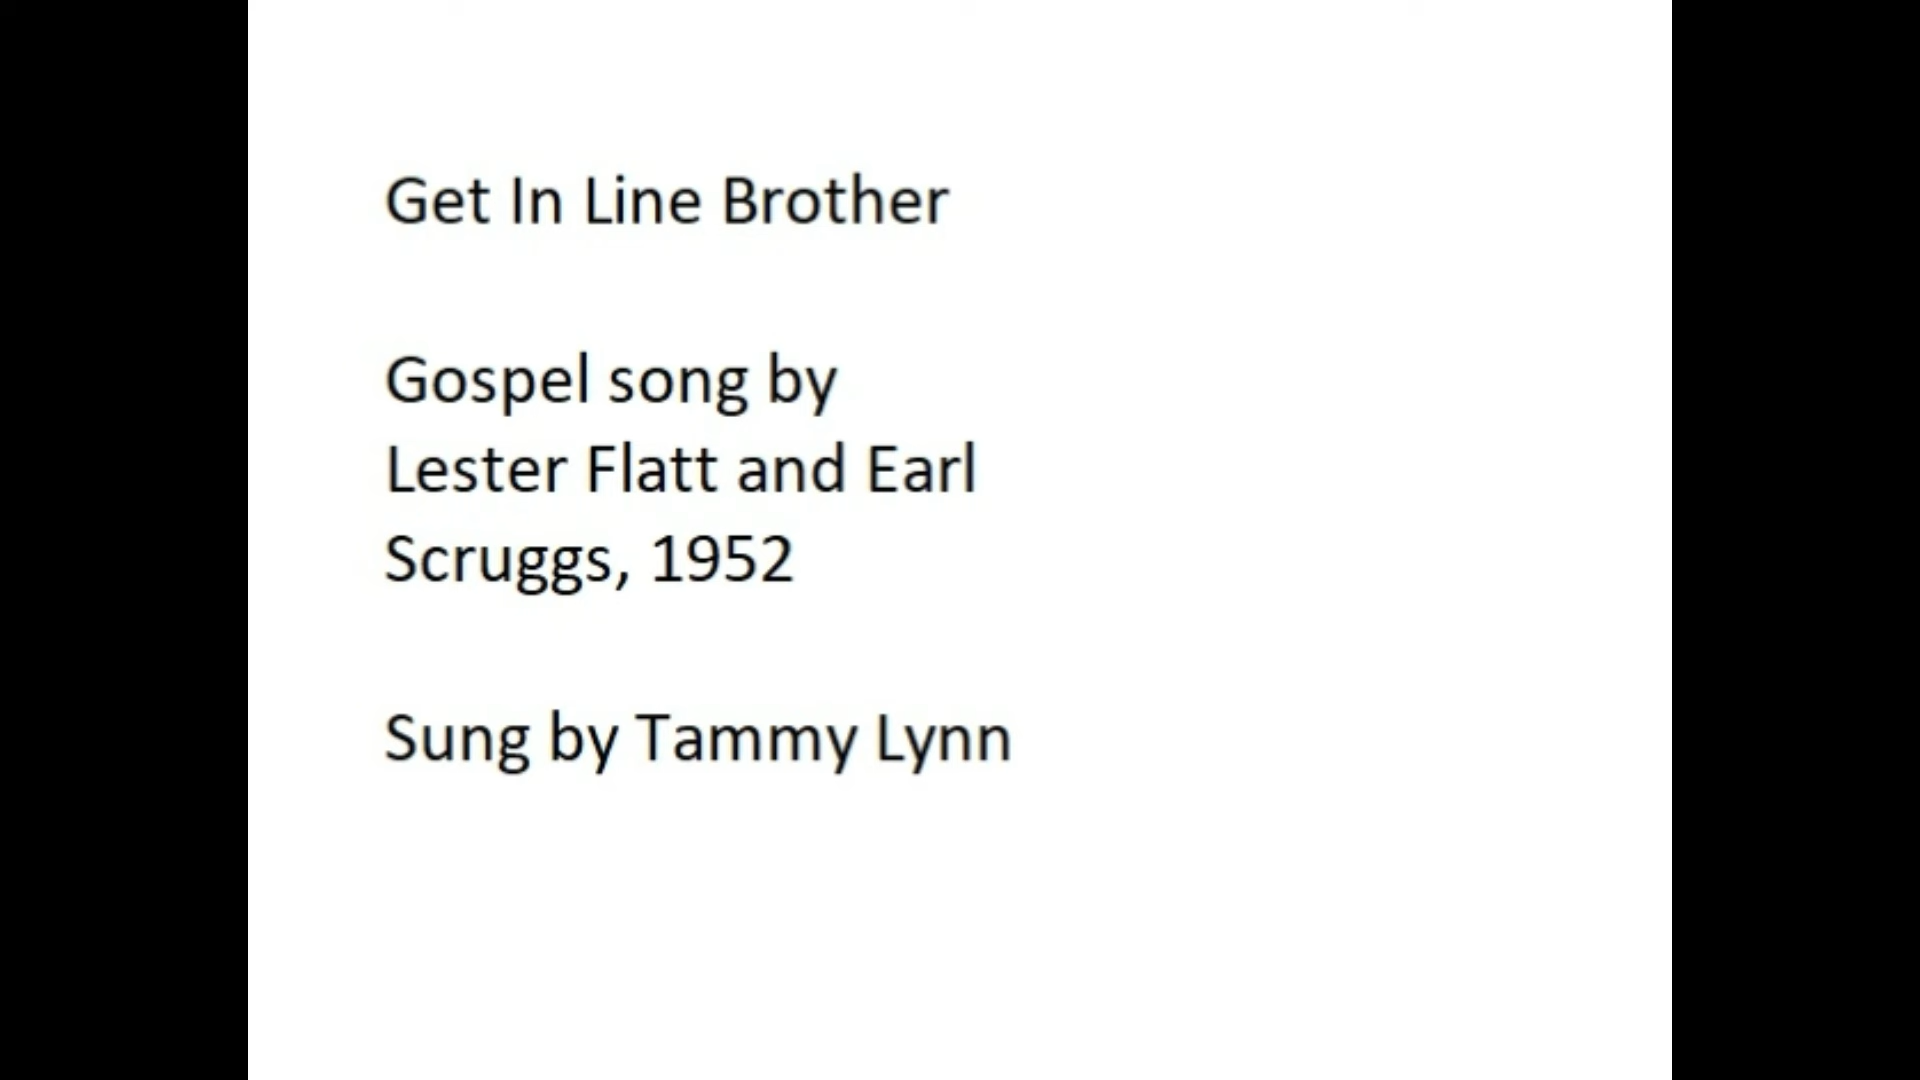 Get In Line Brother
Gospel song by
Lester Flatt and Earl
Scruggs, 1952
Sung by Tammy Lynn